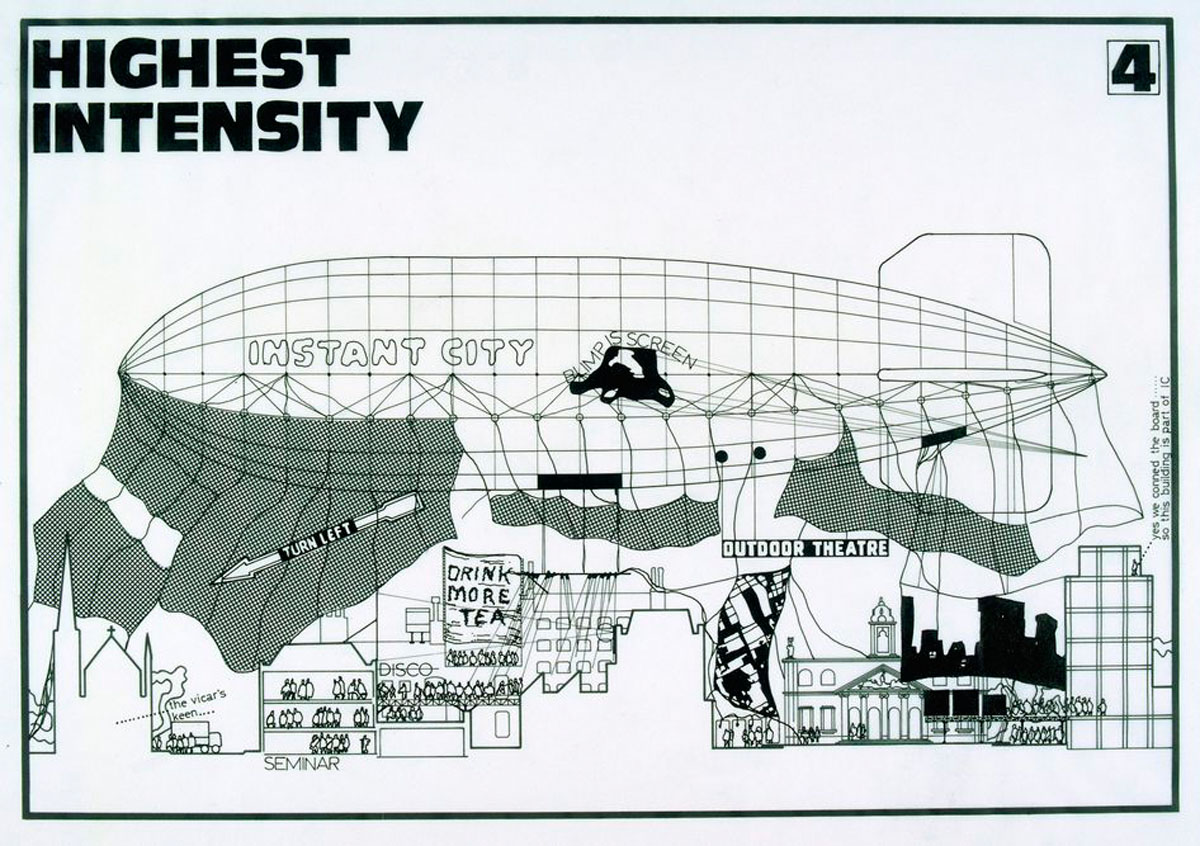 HIGHEST
INTENSITY
4
INSTANT CITY
BLIMP IS SCREEN
TURN LEFT
OUTDOOR THEATRE
DRINK
MORE
TEA
DISCO
SEMINAR
the vicar's
keen....
yes we conned the board .....
so this building is part of IC